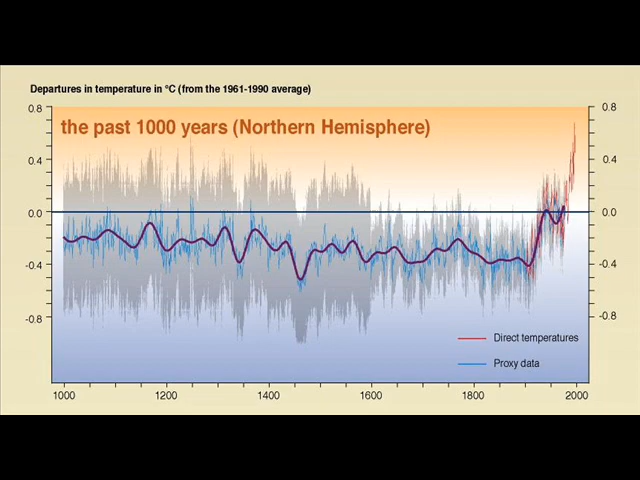 Departures in temperature in °C (from the 1961-1990 average)
the past 1000 years (Northern Hemisphere)
0.8 0.8
0.4 0.4
0.0 0.0
-0.4 -0.4
-0.8 -0.8
Direct temperatures
Proxy data
1000 1200 1400 1600 1800 2000